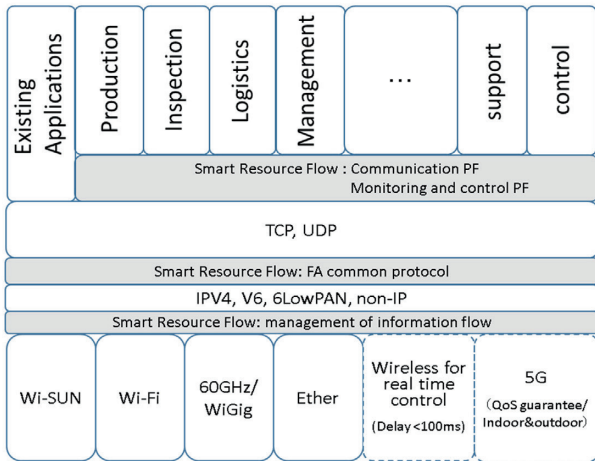 Existing
Applications
Production
Inspection
Logistics
Management
...
support
control
Smart Resource Flow : Communication PF
Monitoring and control PF
TCP, UDP
Smart Resource Flow: FA common protocol
IPV4, V6, 6LowPAN, non-IP
Smart Resource Flow: management of information flow
Wi-SUN
Wi-Fi
60GHz/
WiGig
Ether
Wireless for
real time
control
(Delay <100ms)
5G
(QoS guarantee/
Indoor&outdoor)